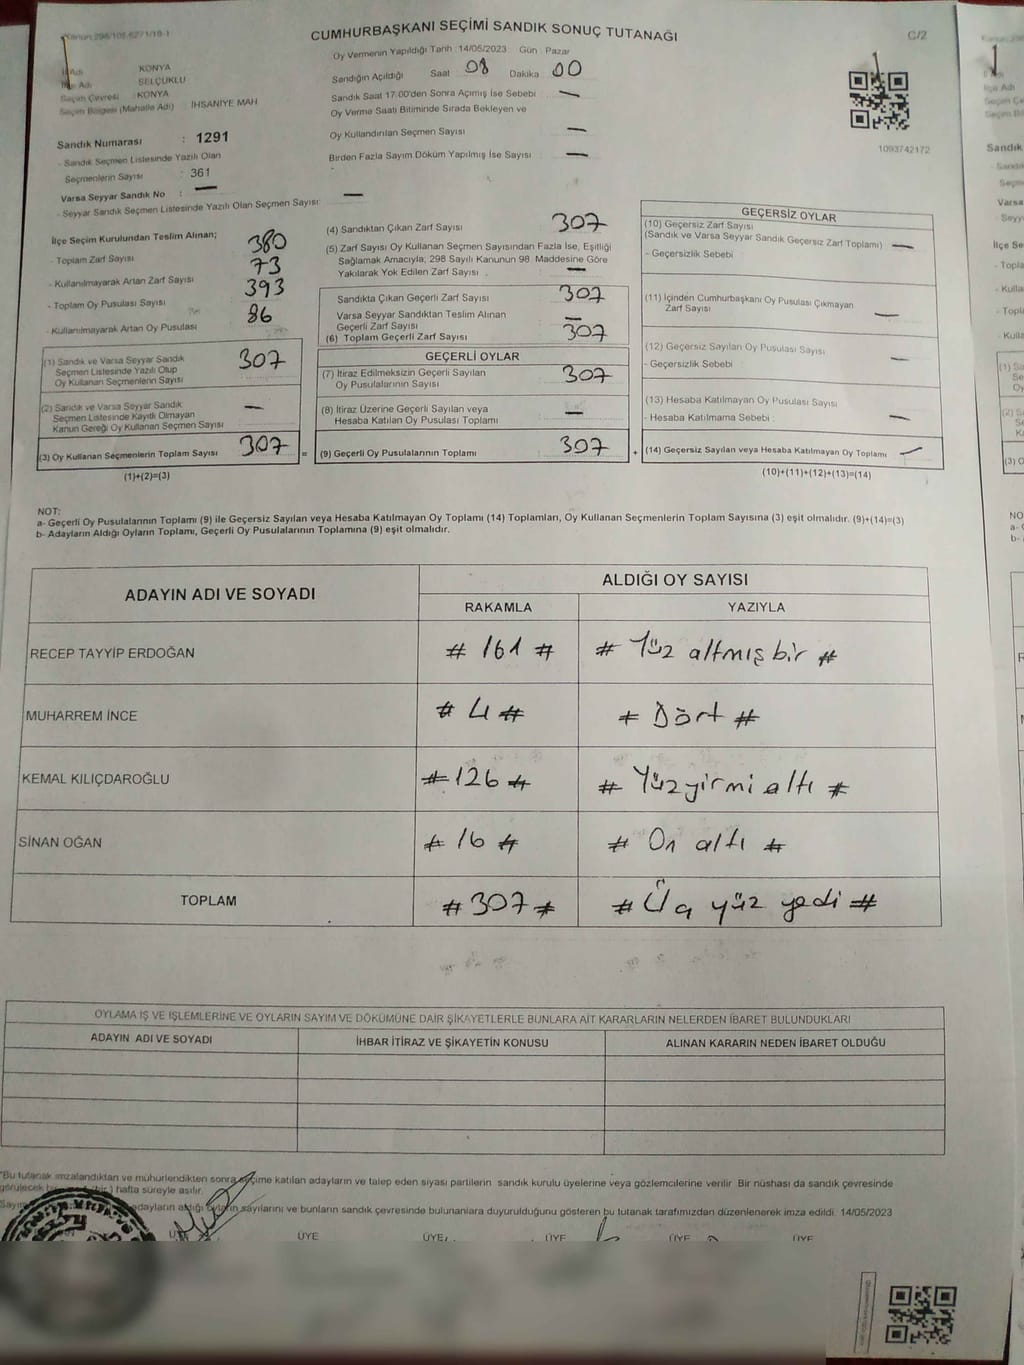 CUMHURBAŞKANI SEÇİMİ SANDIK SONUÇ TUTANAĞI
C/2
Oy Vermenin Yapıldığı Tarih :14/05/2023 Gün : Pazar
İli Adı KONYA
İlçe Adı SELÇUKLU
Seçim Çevresi : KONYA
Seçim Bölgesi (Mahalle Adı) : İHSANİYE MAH
Sandık Numarası : 1291
- Sandık Seçmen Listesinde Yazılı Olan
Seçmenlerin Sayısı : 361
Varsa Seyyar Sandık No : —
- Seyyar Sandık Seçmen Listesinde Yazılı Olan Seçmen Sayısı: —
Sandığın Açıldığı Saat 08 Dakika 00
Sandık Saat 17:00'den Sonra Açımış İse Sebebi —
Oy Verme Saati Bitiminde Sırada Bekleyen ve
Oy Kullandırılan Seçmen Sayısı —
Birden Fazla Sayım Döküm Yapılmış İse Sayısı —
1093742172
İlçe Seçim Kurulundan Teslim Alınan;
- Toplam Zarf Sayısı 380
- Kullanılmayarak Artan Zarf Sayısı 73
- Toplam Oy Pusulası Sayısı 393
- Kullanılmayarak Artan Oy Pusulası 86
(1) Sandık ve Varsa Seyyar Sandık
Seçmen Listesinde Yazılı Olup
Oy Kullanan Seçmenlerin Sayısı 307
(2) Sandık ve Varsa Seyyar Sandık
Seçmen Listesinde Kayıtlı Olmayan
Kanun Gereği Oy Kullanan Seçmen Sayısı —
(3) Oy Kullanan Seçmenlerin Toplam Sayısı 307 =
(1)+(2)=(3)
(4) Sandıktan Çıkan Zarf Sayısı 307
(5) Zarf Sayısı Oy Kullanan Seçmen Sayısından Fazla İse, Eşitliği
Sağlamak Amacıyla; 298 Sayılı Kanunun 98. Maddesine Göre
Yakılarak Yok Edilen Zarf Sayısı —
Sandıkta Çıkan Geçerli Zarf Sayısı 307
Varsa Seyyar Sandıktan Teslim Alınan
Geçerli Zarf Sayısı —
(6) Toplam Geçerli Zarf Sayısı 307
GEÇERLİ OYLAR
(7) İtiraz Edilmeksizin Geçerli Sayılan
Oy Pusulalarının Sayısı 307
(8) İtiraz Üzerine Geçerli Sayılan veya
Hesaba Katılan Oy Pusulası Toplamı —
(9) Geçerli Oy Pusulalarının Toplamı 307 +
GEÇERSİZ OYLAR
(10) Geçersiz Zarf Sayısı
(Sandık ve Varsa Seyyar Sandık Geçersiz Zarf Toplamı) —
- Geçersizlik Sebebi
(11) İçinden Cumhurbaşkanı Oy Pusulası Çıkmayan
Zarf Sayısı —
(12) Geçersiz Sayılan Oy Pusulası Sayısı —
- Geçersizlik Sebebi
(13) Hesaba Katılmayan Oy Pusulası Sayısı
- Hesaba Katılmama Sebebi : —
(14) Geçersiz Sayılan veya Hesaba Katılmayan Oy Toplamı —
(10)+(11)+(12)+(13)=(14)
NOT:
a- Geçerli Oy Pusulalarının Toplamı (9) ile Geçersiz Sayılan veya Hesaba Katılmayan Oy Toplamı (14) Toplamları, Oy Kullanan Seçmenlerin Toplam Sayısına (3) eşit olmalıdır. (9)+(14)=(3)
b- Adayların Aldığı Oyların Toplamı, Geçerli Oy Pusulalarının Toplamına (9) eşit olmalıdır.
ADAYIN ADI VE SOYADI ALDIĞI OY SAYISI
RAKAMLA YAZIYLA
RECEP TAYYİP ERDOĞAN # 161 # # Yüz altmış bir #
MUHARREM İNCE # 4 # # Dört #
KEMAL KILIÇDAROĞLU # 126 # # Yüz yirmi altı #
SİNAN OĞAN # 16 # # On altı #
TOPLAM # 307 # # Üç yüz yedi #
OYLAMA İŞ VE İŞLEMLERİNE VE OYLARIN SAYIM VE DÖKÜMÜNE DAİR ŞİKAYETLERLE BUNLARA AİT KARARLARIN NELERDEN İBARET BULUNDUKLARI
ADAYIN ADI VE SOYADI İHBAR İTİRAZ VE ŞİKAYETİN KONUSU ALINAN KARARIN NEDEN İBARET OLDUĞU
*Bu tutanak imzalandıktan ve mühürlendikten sonra seçime katılan adayların ve talep eden siyasi partilerin sandık kurulu üyelerine veya gözlemcilerine verilir. Bir nüshası da sandık çevresinde
görülecek bir (bir) hafta süreyle asılır.
adayların aldığı oyların sayılarını ve bunların sandık çevresinde bulunanlara duyurulduğunu gösteren bu tutanak tarafımızdan düzenlenerek imza edildi. 14/05/2023
ÜYE ÜYE ÜYE ÜYE ÜYE